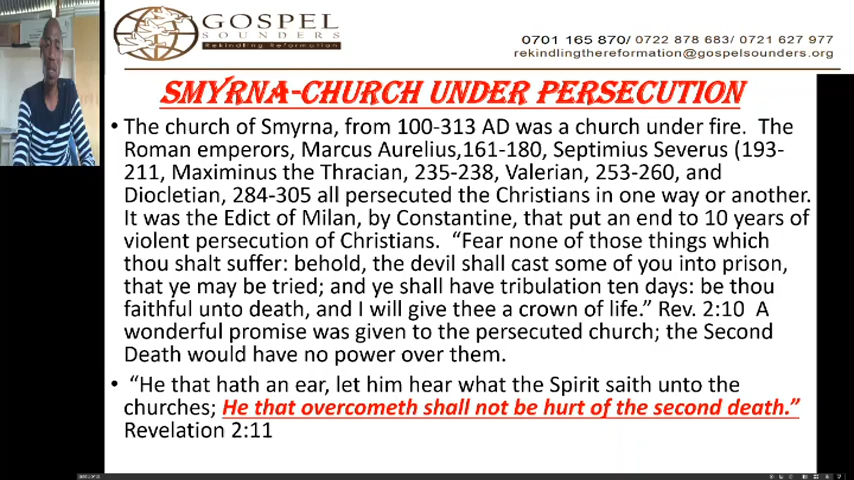 GOSPEL
SOUNDERS
Rekindling Reformation
0701 165 870/ 0722 878 683/ 0721 627 977
rekindlingthereformation@gospelsounders.org
SMYRNA-CHURCH UNDER PERSECUTION
• The church of Smyrna, from 100-313 AD was a church under fire. The
Roman emperors, Marcus Aurelius,161-180, Septimius Severus (193-
211, Maximinus the Thracian, 235-238, Valerian, 253-260, and
Diocletian, 284-305 all persecuted the Christians in one way or another.
It was the Edict of Milan, by Constantine, that put an end to 10 years of
violent persecution of Christians. “Fear none of those things which
thou shalt suffer: behold, the devil shall cast some of you into prison,
that ye may be tried; and ye shall have tribulation ten days: be thou
faithful unto death, and I will give thee a crown of life.” Rev. 2:10 A
wonderful promise was given to the persecuted church; the Second
Death would have no power over them.
• “He that hath an ear, let him hear what the Spirit saith unto the
churches; He that overcometh shall not be hurt of the second death.”
Revelation 2:11